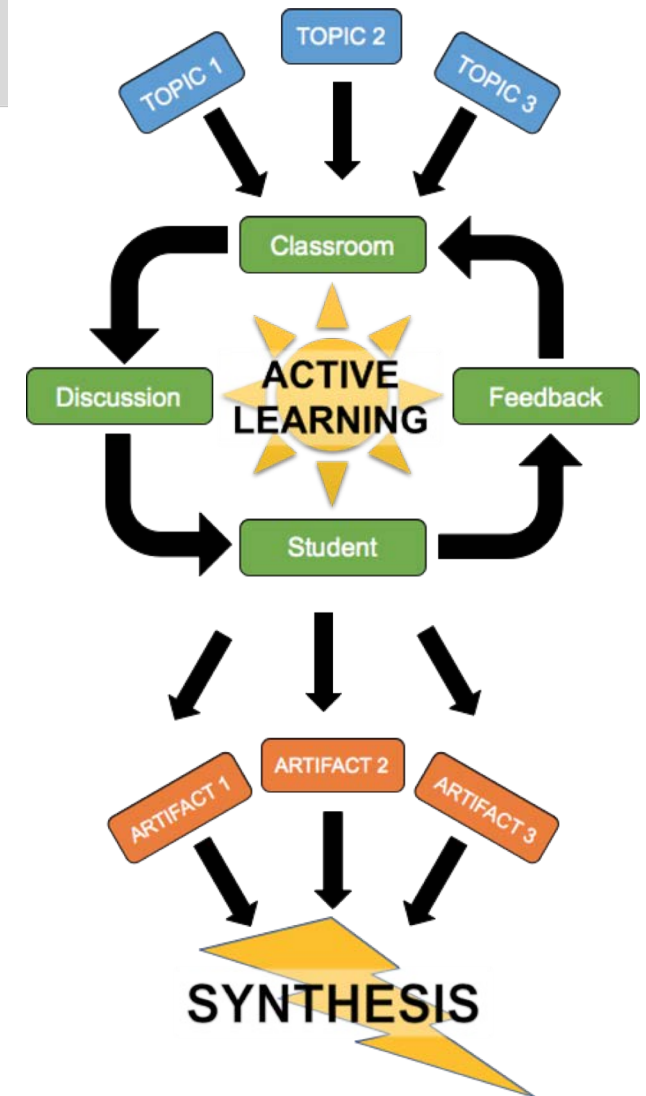 TOPIC 1
TOPIC 2
TOPIC 3
Classroom
Discussion
ACTIVE
LEARNING
Feedback
Student
ARTIFACT 1
ARTIFACT 2
ARTIFACT 3
SYNTHESIS